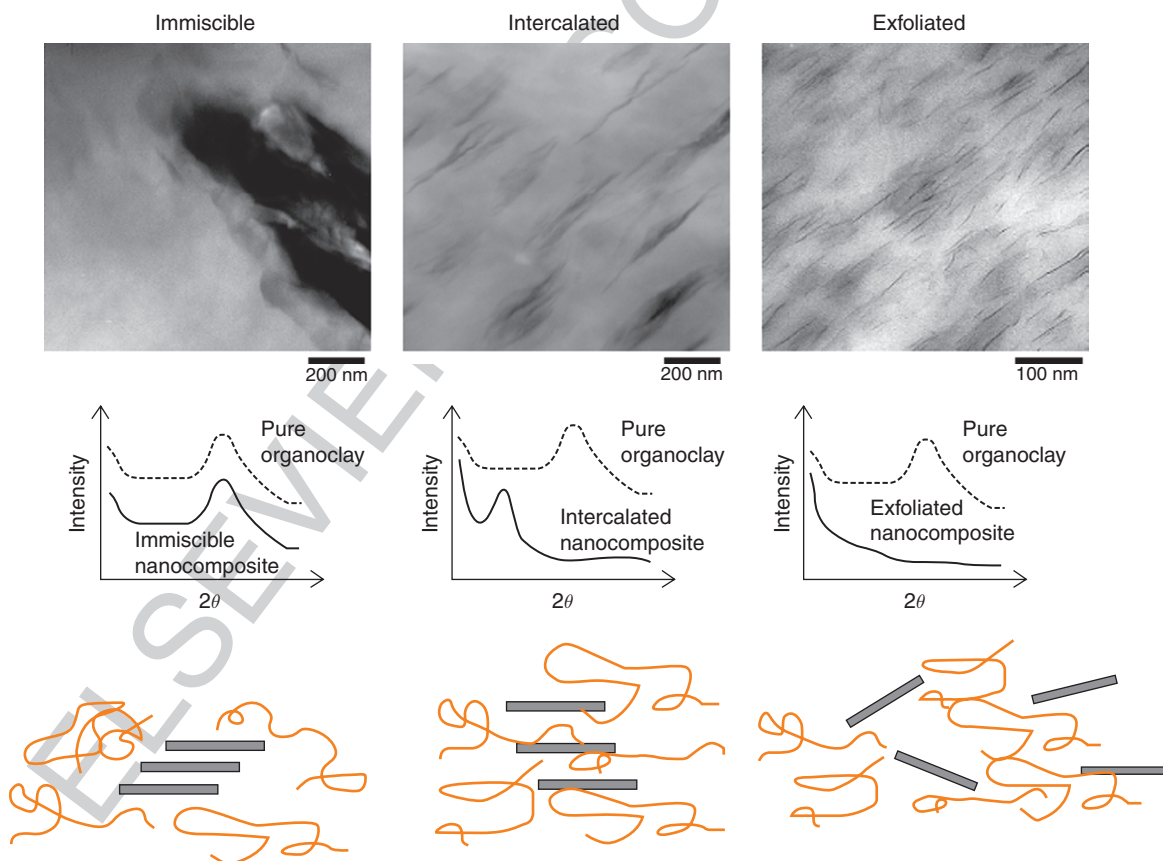 Immiscible
Intercalated
Exfoliated
200 nm
200 nm
100 nm
Intensity
Pure
organoclay
Immiscible
nanocomposite
2θ
Intensity
Pure
organoclay
Intercalated
nanocomposite
2θ
Intensity
Pure
organoclay
Exfoliated
nanocomposite
2θ
ELSEVIER